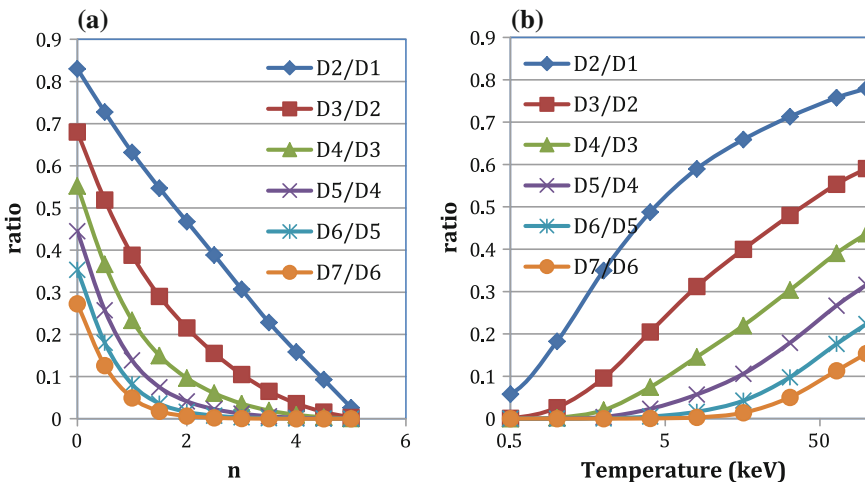 (a)
0.9
0.8
0.7
0.6
0.5
0.4
0.3
0.2
0.1
0
ratio
D2/D1
D3/D2
D4/D3
D5/D4
D6/D5
D7/D6
0 2 4 6
n
(b)
0.9
0.8
0.7
0.6
0.5
0.4
0.3
0.2
0.1
0
ratio
D2/D1
D3/D2
D4/D3
D5/D4
D6/D5
D7/D6
0.5 5 50
Temperature (keV)